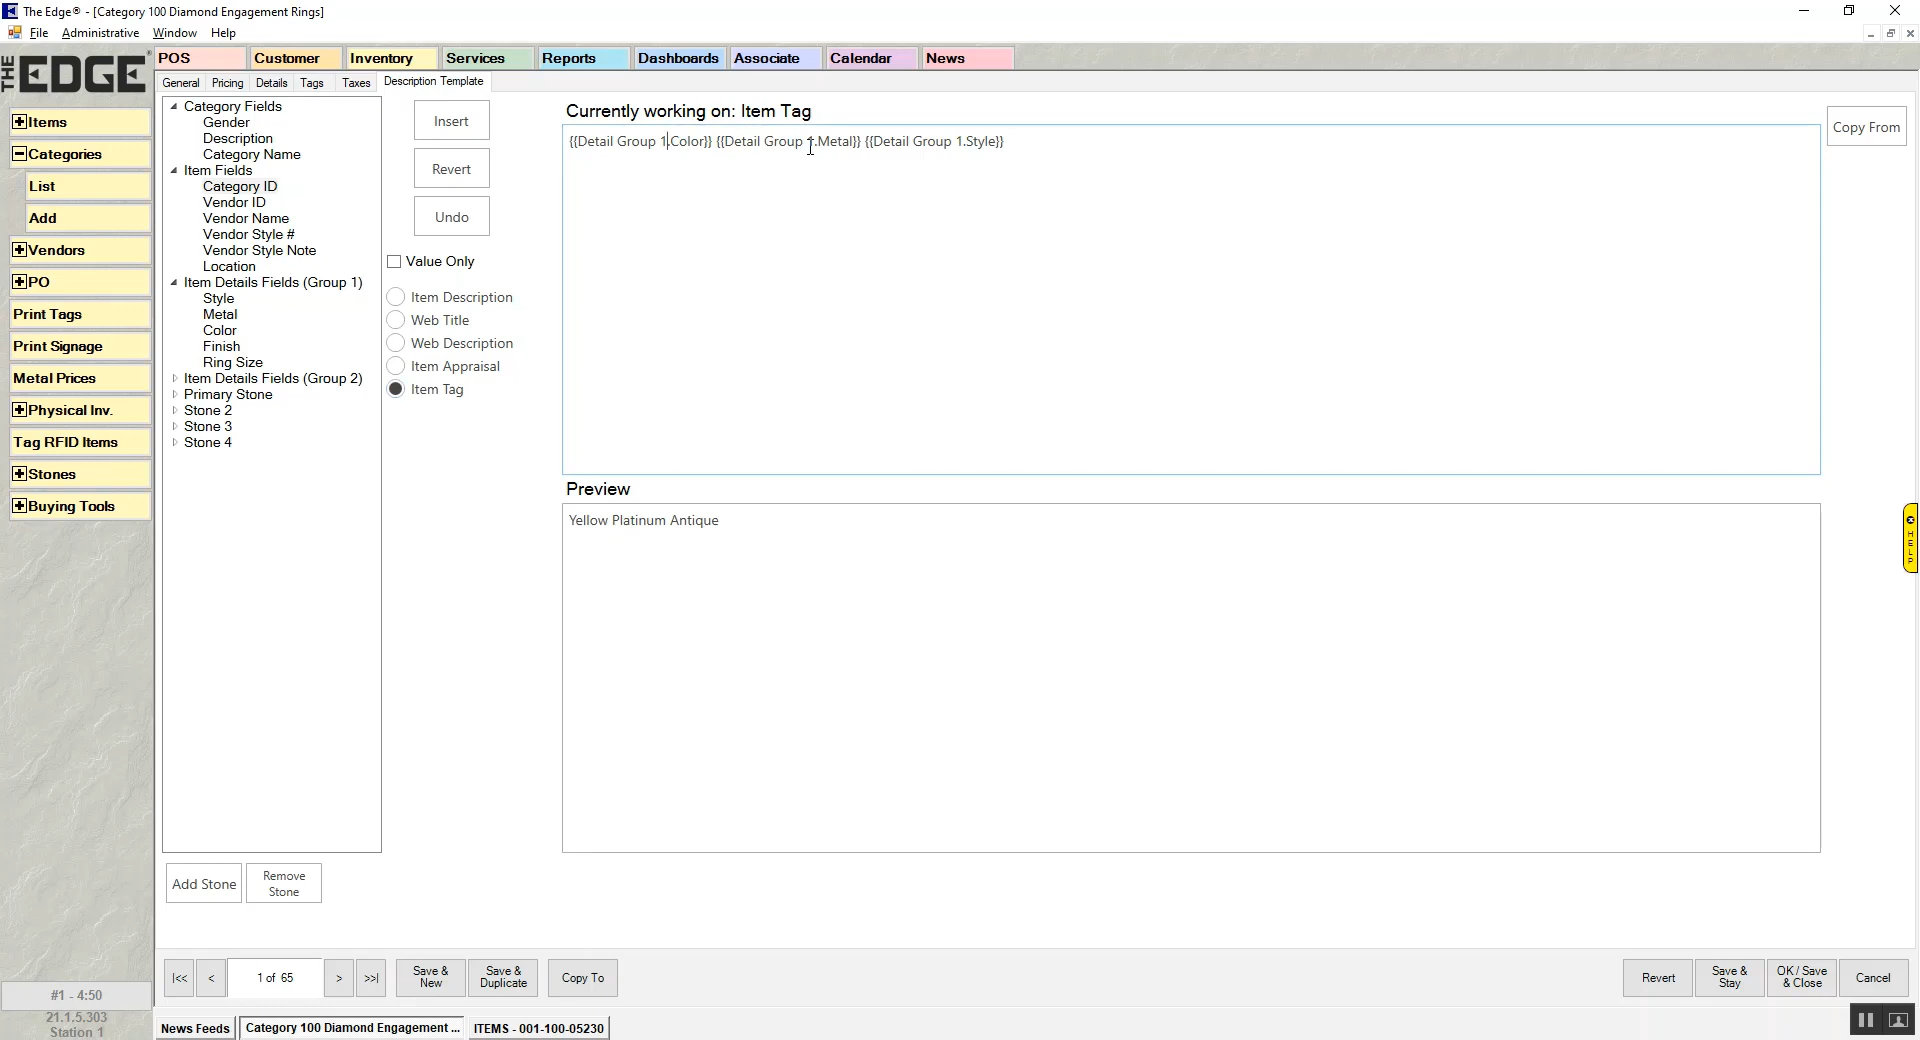 The Edge® - [Category 100 Diamond Engagement Rings]
File Administrative Window Help
THE EDGE®
POS Customer Inventory Services Reports Dashboards Associate Calendar News
General Pricing Details Tags Taxes Description Template
Items
Categories
List
Add
Vendors
PO
Print Tags
Print Signage
Metal Prices
Physical Inv.
Tag RFID Items
Stones
Buying Tools
#1 - 4:50
21.1.5.303
Station 1
Category Fields
Gender
Description
Category Name
Item Fields
Category ID
Vendor ID
Vendor Name
Vendor Style #
Vendor Style Note
Location
Item Details Fields (Group 1)
Style
Metal
Color
Finish
Ring Size
Item Details Fields (Group 2)
Primary Stone
Stone 2
Stone 3
Stone 4
Add Stone
Remove
Stone
Insert
Revert
Undo
Value Only
Item Description
Web Title
Web Description
Item Appraisal
Item Tag
Currently working on: Item Tag
{{Detail Group 1.Color}} {{Detail Group 1.Metal}} {{Detail Group 1.Style}}
Copy From
Preview
Yellow Platinum Antique
HELP
|<< < 1 of 65 > >>|
Save &
New
Save &
Duplicate
Copy To
Revert
Save &
Stay
OK / Save
& Close
Cancel
News Feeds Category 100 Diamond Engagement ... ITEMS - 001-100-05230